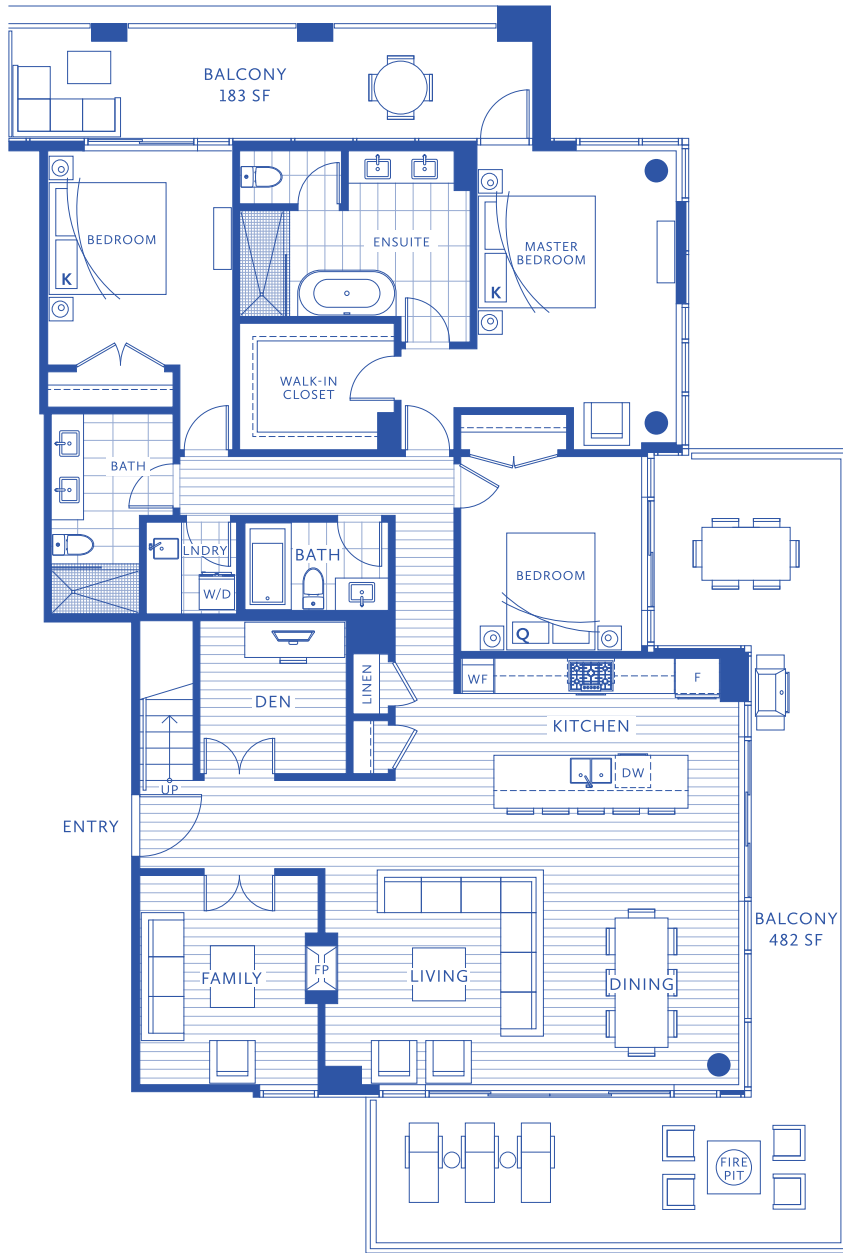 BALCONY
183 SF
BEDROOM
K
ENSUITE
MASTER
BEDROOM
K
WALK-IN
CLOSET
BATH
LNDRY
W/D
BATH
BEDROOM
Q
LINEN
DEN
WF
F
KITCHEN
DW
UP
ENTRY
BALCONY
482 SF
FAMILY
FP
LIVING
DINING
FIRE
PIT